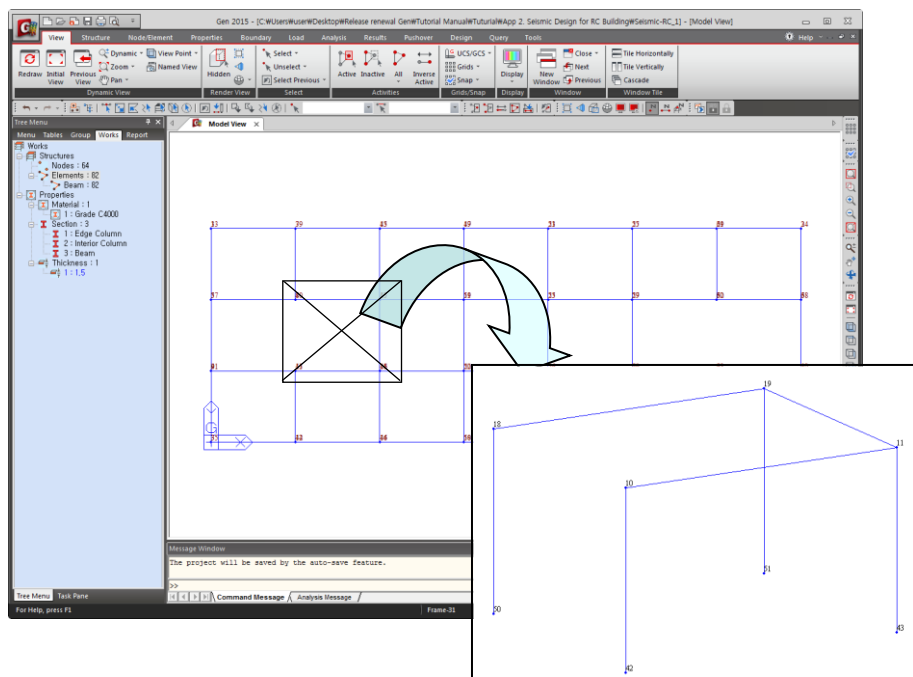 Gen 2015 - [C:\Users\user\Desktop\Release renewal Gen\Tutorial Manual\Tuturial\App 2. Seismic Design for RC Building\Seismic-RC_1] - [Model View]
View Structure Node/Element Properties Boundary Load Analysis Results Pushover Design Query Tools Help
Redraw
Initial View
Previous View
Dynamic
Zoom
Pan
View Point
Named View
Dynamic View
Hidden
Render View
Select
Unselect
Select Previous
Select
Active
Inactive
All
Inverse Active
Activities
UCS/GCS
Grids
Snap
Grids/Snap
Display
Display
New Window
Close
Next
Previous
Window
Tile Horizontally
Tile Vertically
Cascade
Window Tile
Tree Menu
Menu Tables Group Works Report
Works
Structures
Nodes : 64
Elements : 82
Beam : 82
Properties
Material : 1
1 : Grade C4000
Section : 3
1 : Edge Column
2 : Interior Column
3 : Beam
Thickness : 1
1 : 1.5
Tree Menu Task Pane
For Help, press F1
Model View
34
G
X
Message Window
The project will be saved by the auto-save feature.
>>
Command Message Analysis Message
Frame-31
19
18
11
10
51
50
43
42